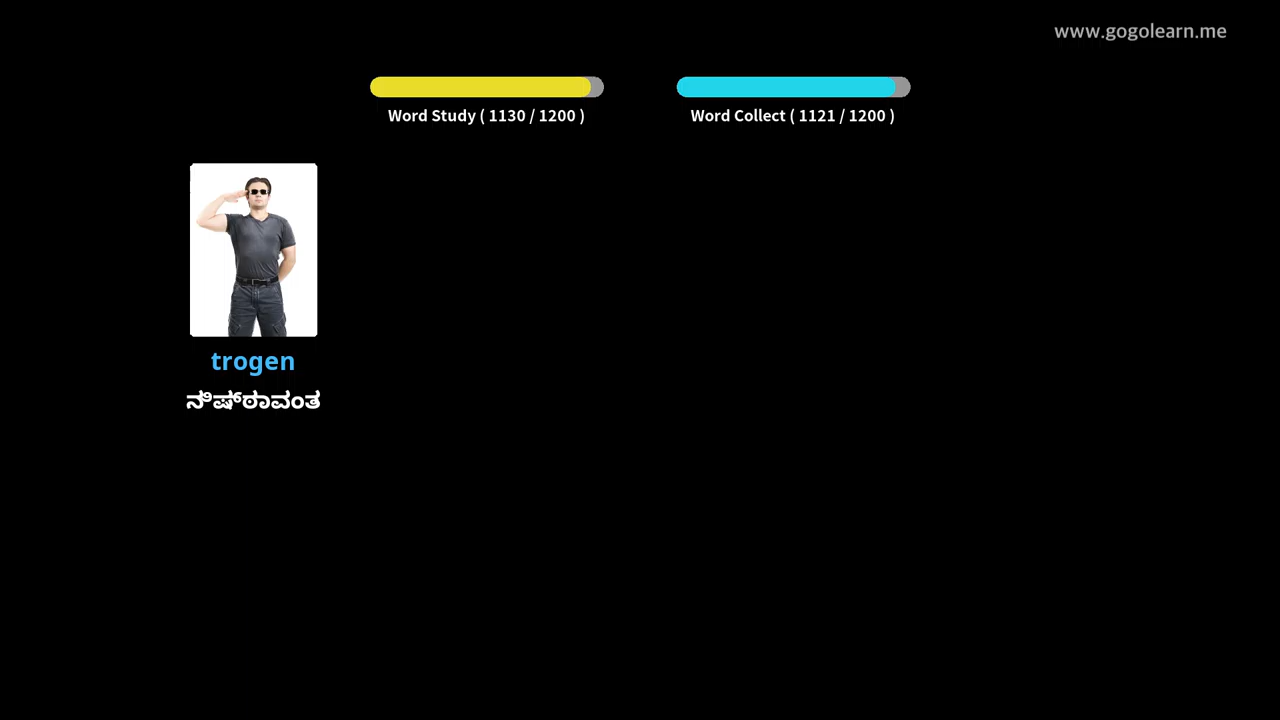 www.gogolearn.me
Word Study ( 1130 / 1200 )
Word Collect ( 1121 / 1200 )
trogen
ನಿಷ್ಠಾವಂತ